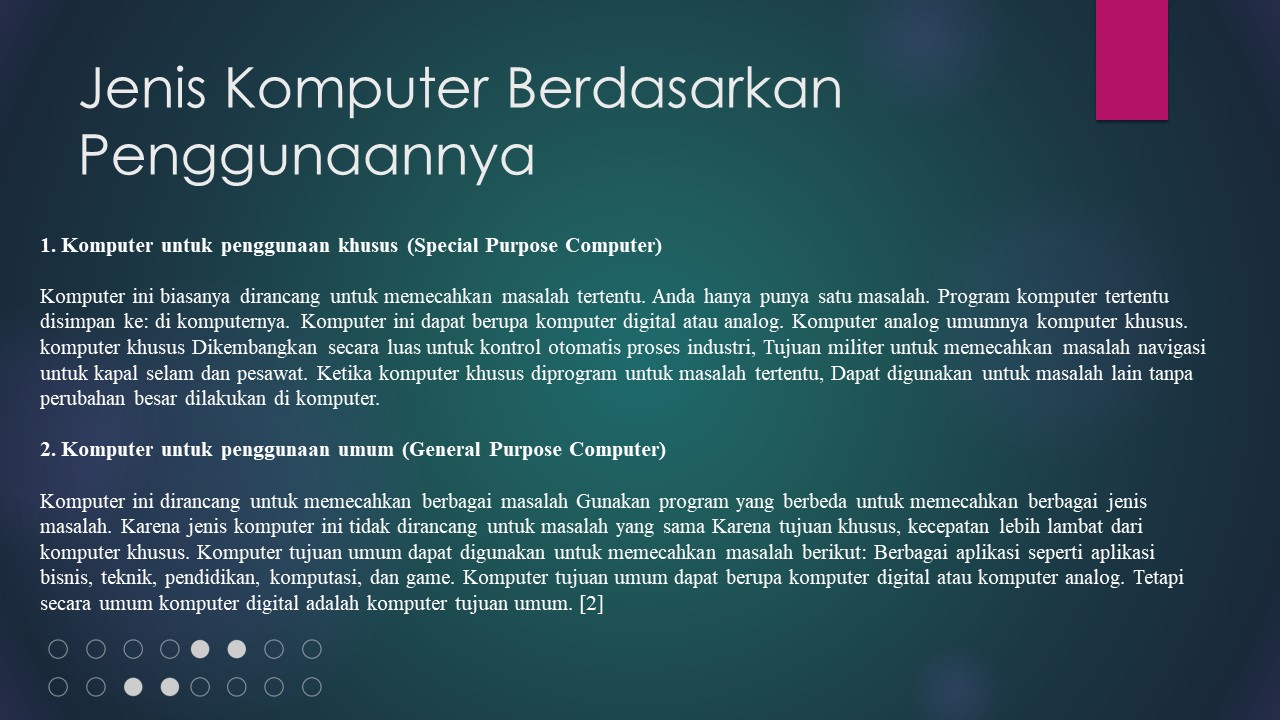 Jenis Komputer Berdasarkan
Penggunaannya
1. Komputer untuk penggunaan khusus (Special Purpose Computer)
Komputer ini biasanya dirancang untuk memecahkan masalah tertentu. Anda hanya punya satu masalah. Program komputer tertentu
disimpan ke: di komputernya. Komputer ini dapat berupa komputer digital atau analog. Komputer analog umumnya komputer khusus.
komputer khusus Dikembangkan secara luas untuk kontrol otomatis proses industri, Tujuan militer untuk memecahkan masalah navigasi
untuk kapal selam dan pesawat. Ketika komputer khusus diprogram untuk masalah tertentu, Dapat digunakan untuk masalah lain tanpa
perubahan besar dilakukan di komputer.
2. Komputer untuk penggunaan umum (General Purpose Computer)
Komputer ini dirancang untuk memecahkan berbagai masalah Gunakan program yang berbeda untuk memecahkan berbagai jenis
masalah. Karena jenis komputer ini tidak dirancang untuk masalah yang sama Karena tujuan khusus, kecepatan lebih lambat dari
komputer khusus. Komputer tujuan umum dapat digunakan untuk memecahkan masalah berikut: Berbagai aplikasi seperti aplikasi
bisnis, teknik, pendidikan, komputasi, dan game. Komputer tujuan umum dapat berupa komputer digital atau komputer analog. Tetapi
secara umum komputer digital adalah komputer tujuan umum. [2]